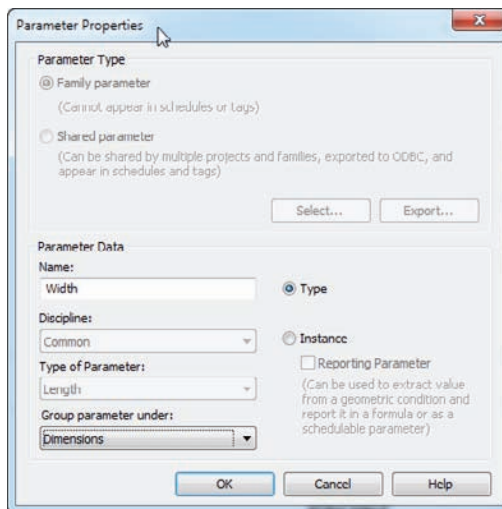 Parameter Properties
Parameter Type
Family parameter
(Cannot appear in schedules or tags)
Shared parameter
(Can be shared by multiple projects and families, exported to ODBC, and
appear in schedules and tags)
Select...
Export...
Parameter Data
Name:
Width
Type
Discipline:
Common
Instance
Type of Parameter:
Reporting Parameter
Length
(Can be used to extract value
from a geometric condition and
report it in a formula or as a
schedulable parameter)
Group parameter under:
Dimensions
OK
Cancel
Help